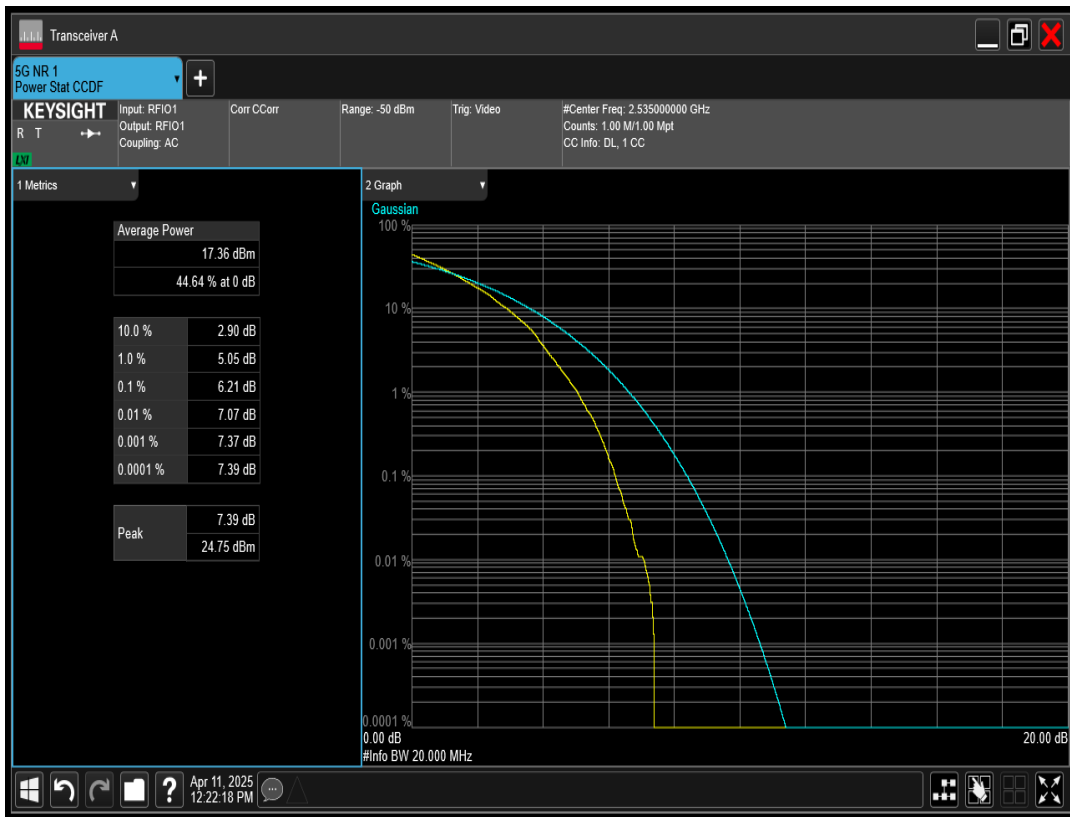 Transceiver A
5G NR 1
Power Stat CCDF
+
KEYSIGHT
R T
LXI
Input: RFIO1
Output: RFIO1
Coupling: AC
Corr CCorr
Range: -50 dBm
Trig: Video
#Center Freq: 2.535000000 GHz
Counts: 1.00 M/1.00 Mpt
CC Info: DL, 1 CC
1 Metrics
Average Power
17.36 dBm
44.64 % at 0 dB
10.0 % 2.90 dB
1.0 % 5.05 dB
0.1 % 6.21 dB
0.01 % 7.07 dB
0.001 % 7.37 dB
0.0001 % 7.39 dB
Peak
7.39 dB
24.75 dBm
2 Graph
Gaussian
100 %
10 %
1 %
0.1 %
0.01 %
0.001 %
0.0001 %
0.00 dB 20.00 dB
#Info BW 20.000 MHz
?
Apr 11, 2025
12:22:18 PM